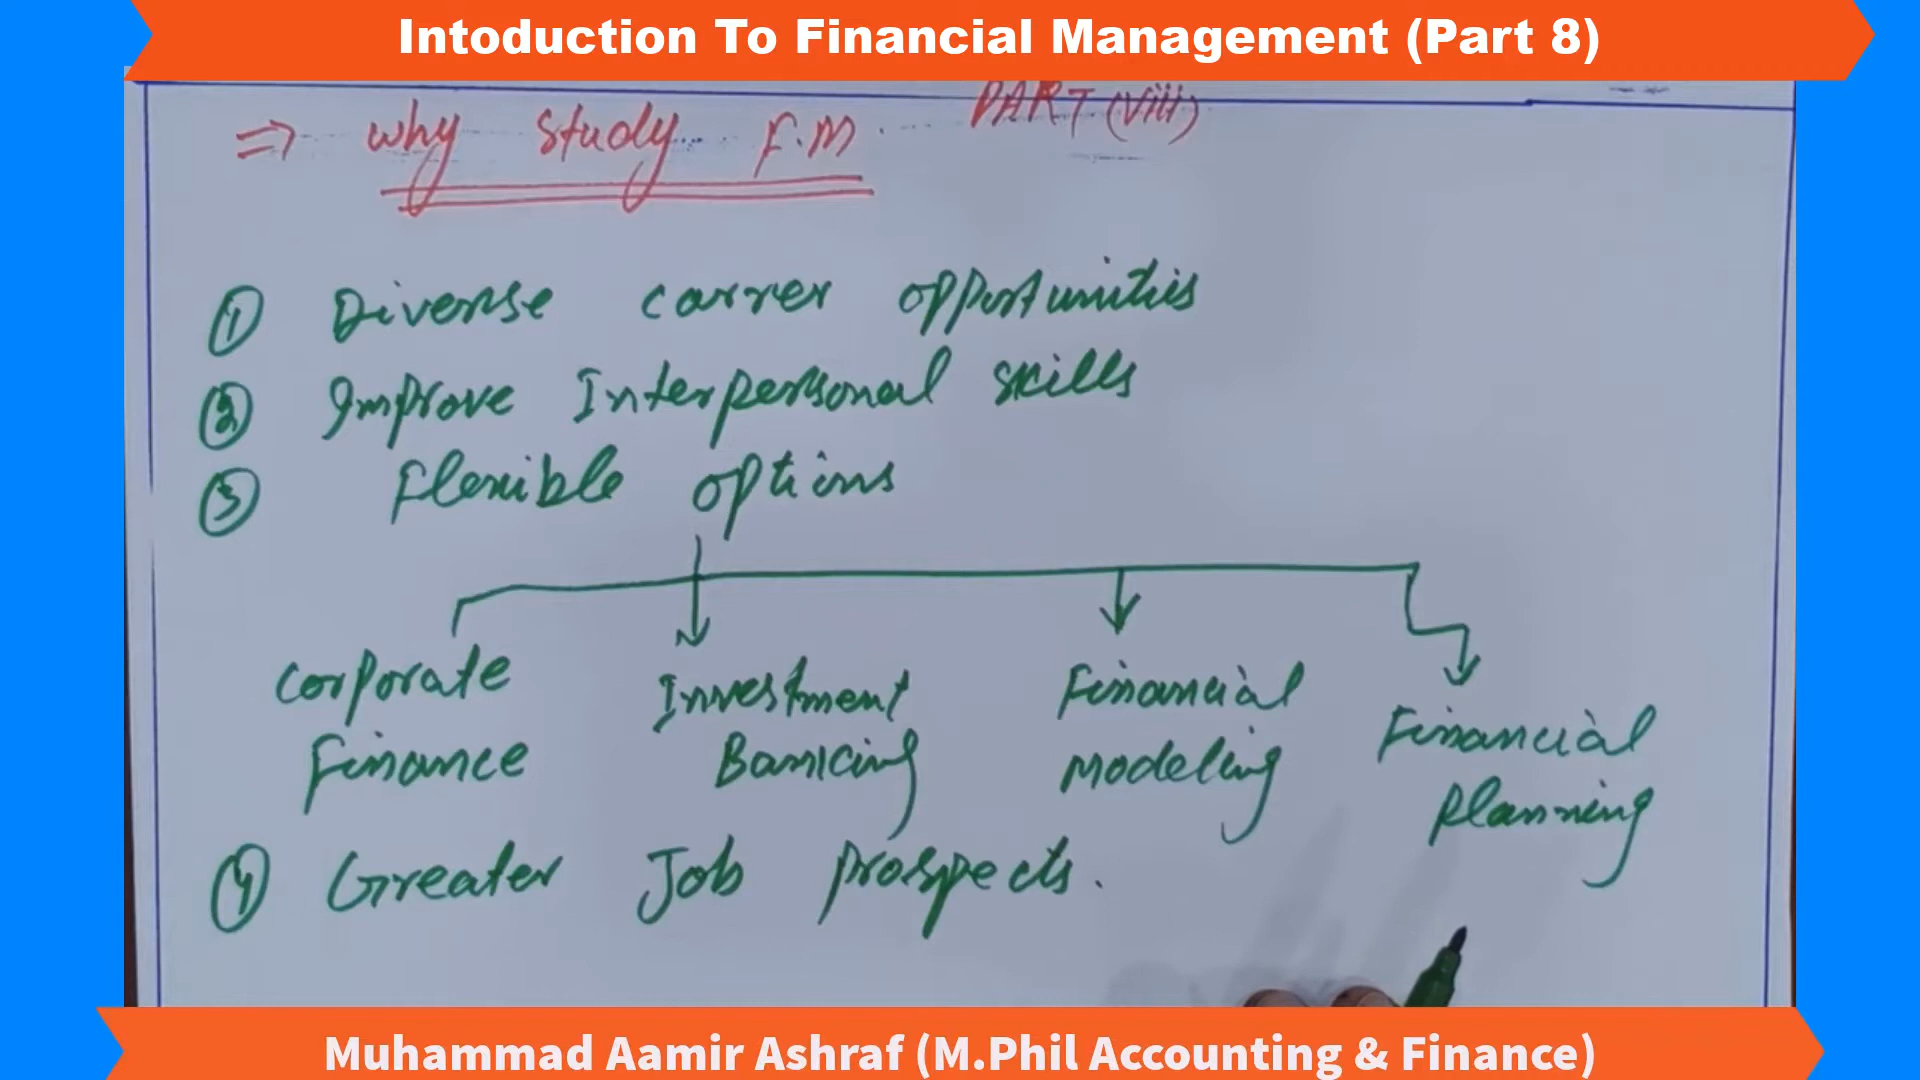 Intoduction To Financial Management (Part 8)
⇒ Why Study F.M. PART (viii)
① Diverse carrer opportunities
② Improve Interpersonal skills
③ Flexible options
Corporate Finance
Investment Banking
Financial Modeling
Financial Planning
④ Greater Job prospects.
Muhammad Aamir Ashraf (M.Phil Accounting & Finance)